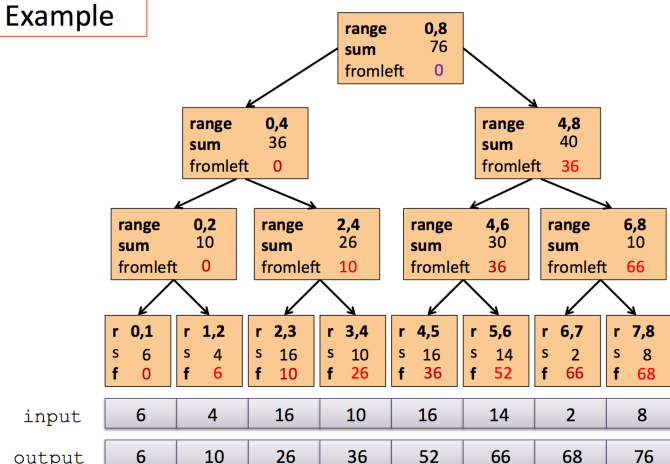 Example
range 0,8
sum 76
fromleft 0
range 0,4
sum 36
fromleft 0
range 4,8
sum 40
fromleft 36
range 0,2
sum 10
fromleft 0
range 2,4
sum 26
fromleft 10
range 4,6
sum 30
fromleft 36
range 6,8
sum 10
fromleft 66
r 0,1
s 6
f 0
r 1,2
s 4
f 6
r 2,3
s 16
f 10
r 3,4
s 10
f 26
r 4,5
s 16
f 36
r 5,6
s 14
f 52
r 6,7
s 2
f 66
r 7,8
s 8
f 68
input 6 4 16 10 16 14 2 8
output 6 10 26 36 52 66 68 76